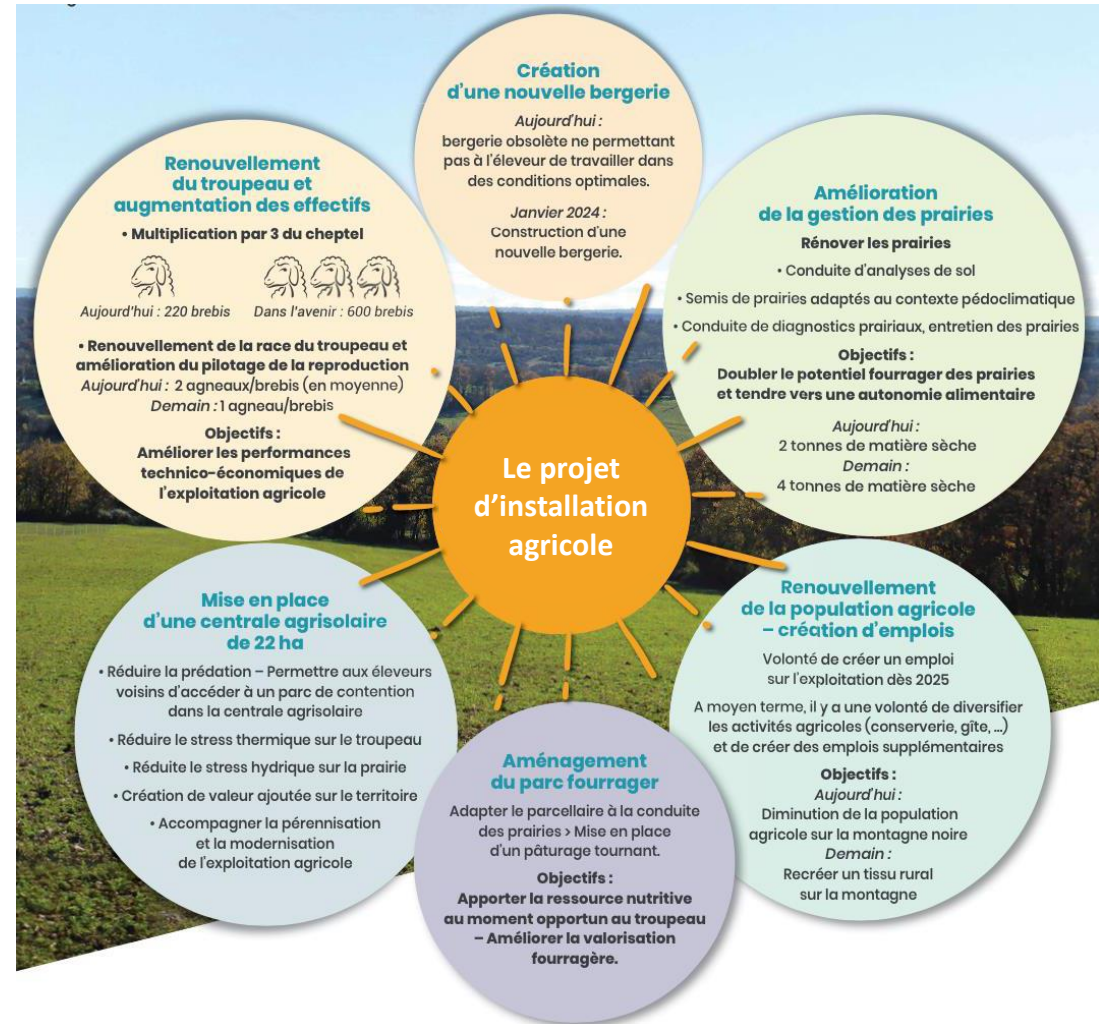 Création
d'une nouvelle bergerie
Aujourd'hui :
bergerie obsolète ne permettant
pas à l'éleveur de travailler dans
des conditions optimales.
Janvier 2024 :
Construction d'une
nouvelle bergerie.
Renouvellement
du troupeau et
augmentation des effectifs
• Multiplication par 3 du cheptel
Aujourd'hui : 220 brebis
Dans l'avenir : 600 brebis
• Renouvellement de la race du troupeau et
amélioration du pilotage de la reproduction
Aujourd'hui : 2 agneaux/brebis (en moyenne)
Demain : 1 agneau/brebis
Objectifs :
Améliorer les performances
technico-économiques de
l'exploitation agricole
Amélioration
de la gestion des prairies
Rénover les prairies
• Conduite d'analyses de sol
• Semis de prairies adaptés au contexte pédoclimatique
• Conduite de diagnostics prairiaux, entretien des prairies
Objectifs :
Doubler le potentiel fourrager des prairies
et tendre vers une autonomie alimentaire
Aujourd'hui :
2 tonnes de matière sèche
Demain :
4 tonnes de matière sèche
Le projet
d'installation
agricole
Mise en place
d'une centrale agrisolaire
de 22 ha
• Réduire la prédation – Permettre aux éleveurs
voisins d'accéder à un parc de contention
dans la centrale agrisolaire
• Réduire le stress thermique sur le troupeau
• Réduite le stress hydrique sur la prairie
• Création de valeur ajoutée sur le territoire
• Accompagner la pérennisation
et la modernisation
de l'exploitation agricole
Renouvellement
de la population agricole
– création d'emplois
Volonté de créer un emploi
sur l'exploitation dès 2025
A moyen terme, il y a une volonté de diversifier
les activités agricoles (conserverie, gîte, ...)
et de créer des emplois supplémentaires
Objectifs :
Aujourd'hui :
Diminution de la population
agricole sur la montagne noire
Demain :
Recréer un tissu rural
sur la montagne
Aménagement
du parc fourrager
Adapter le parcellaire à la conduite
des prairies > Mise en place
d'un pâturage tournant.
Objectifs :
Apporter la ressource nutritive
au moment opportun au troupeau
– Améliorer la valorisation
fourragère.